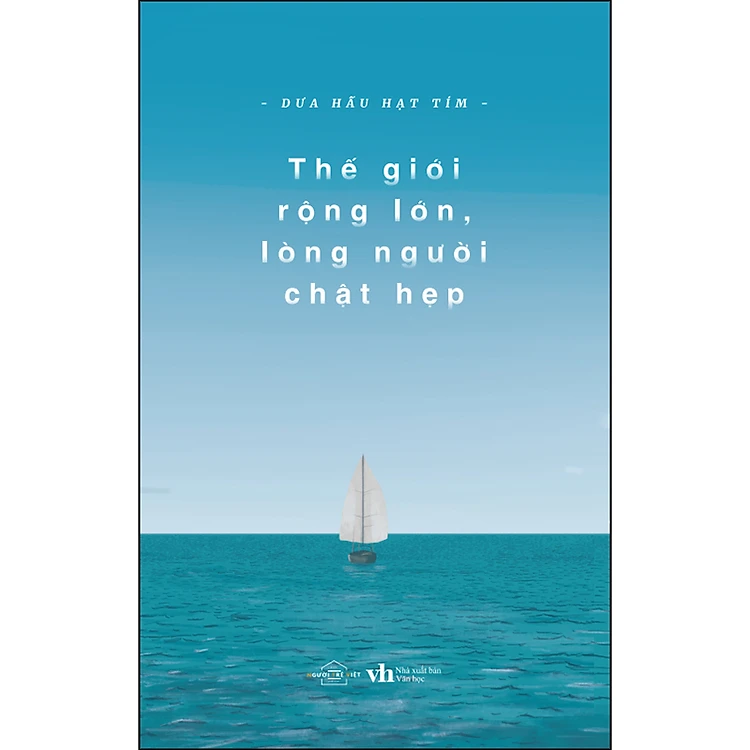 - DƯA HẤU HẠT TÍM -
Thế giới
rộng lớn,
lòng người
chật hẹp
NGƯỜI TRẺ VIỆT
vh Nhà xuất bản
Văn học